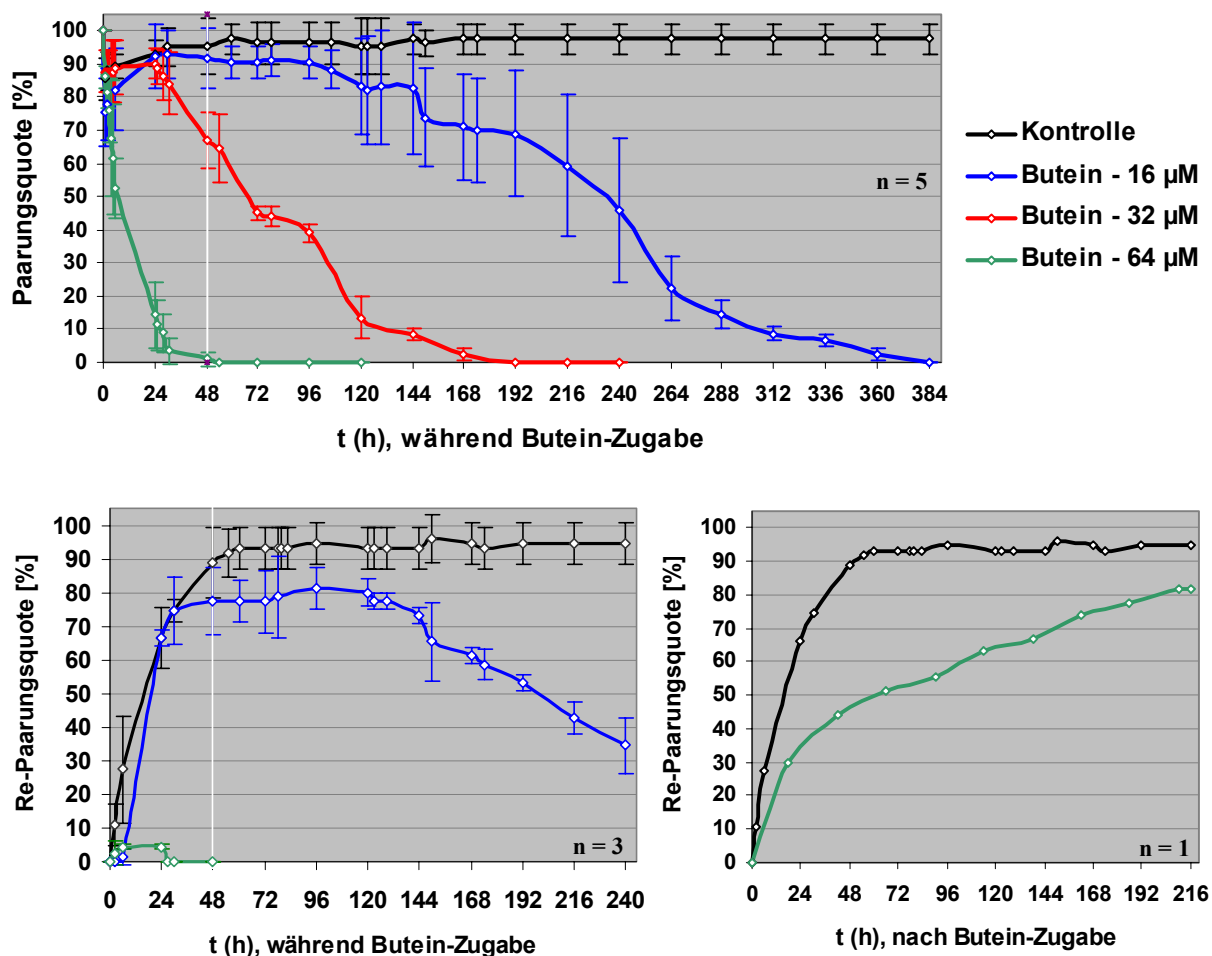 Paarungsquote [%]
100
90
80
70
60
50
40
30
20
10
0
0 24 48 72 96 120 144 168 192 216 240 264 288 312 336 360 384
t (h), während Butein-Zugabe
n = 5
Kontrolle
Butein - 16 µM
Butein - 32 µM
Butein - 64 µM
Re-Paarungsquote [%]
100
90
80
70
60
50
40
30
20
10
0
0 24 48 72 96 120 144 168 192 216 240
t (h), während Butein-Zugabe
n = 3
Re-Paarungsquote [%]
100
90
80
70
60
50
40
30
20
10
0
0 24 48 72 96 120 144 168 192 216
t (h), nach Butein-Zugabe
n = 1